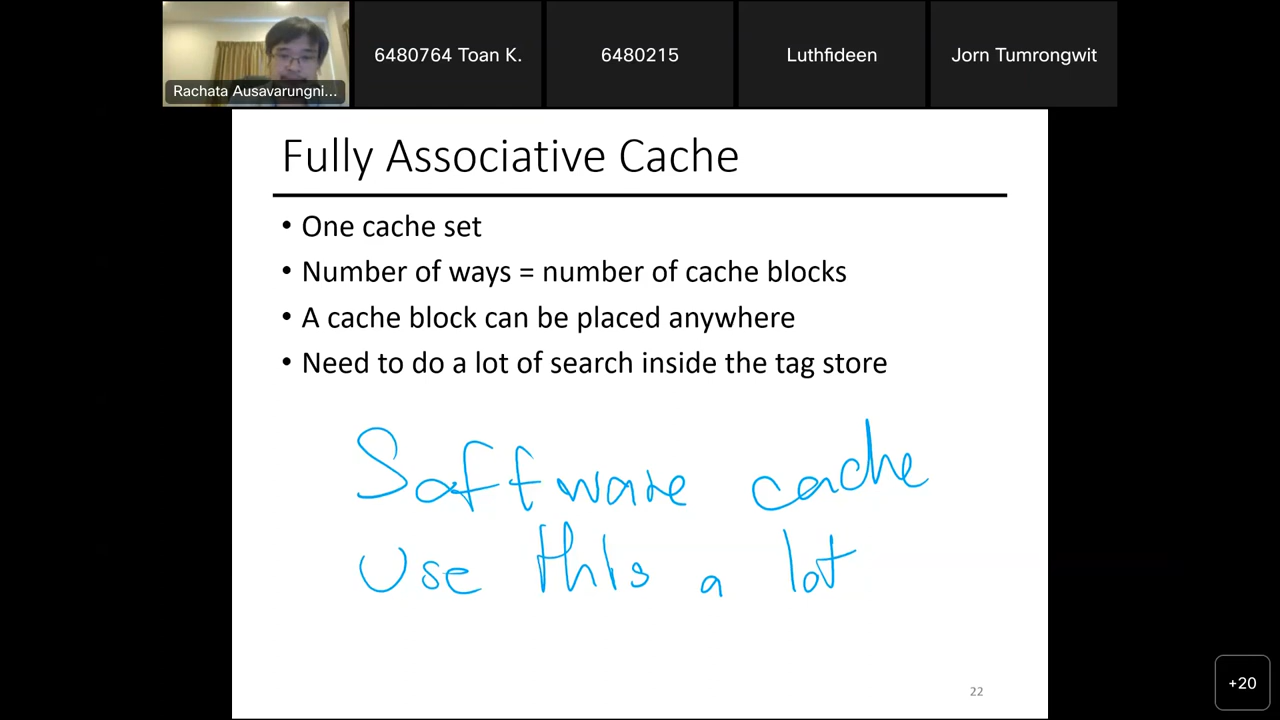 Rachata Ausavarungni...
6480764 Toan K.
6480215
Luthfideen
Jorn Tumrongwit
Fully Associative Cache
• One cache set
• Number of ways = number of cache blocks
• A cache block can be placed anywhere
• Need to do a lot of search inside the tag store
Software cache
Use this a lot
22
+20